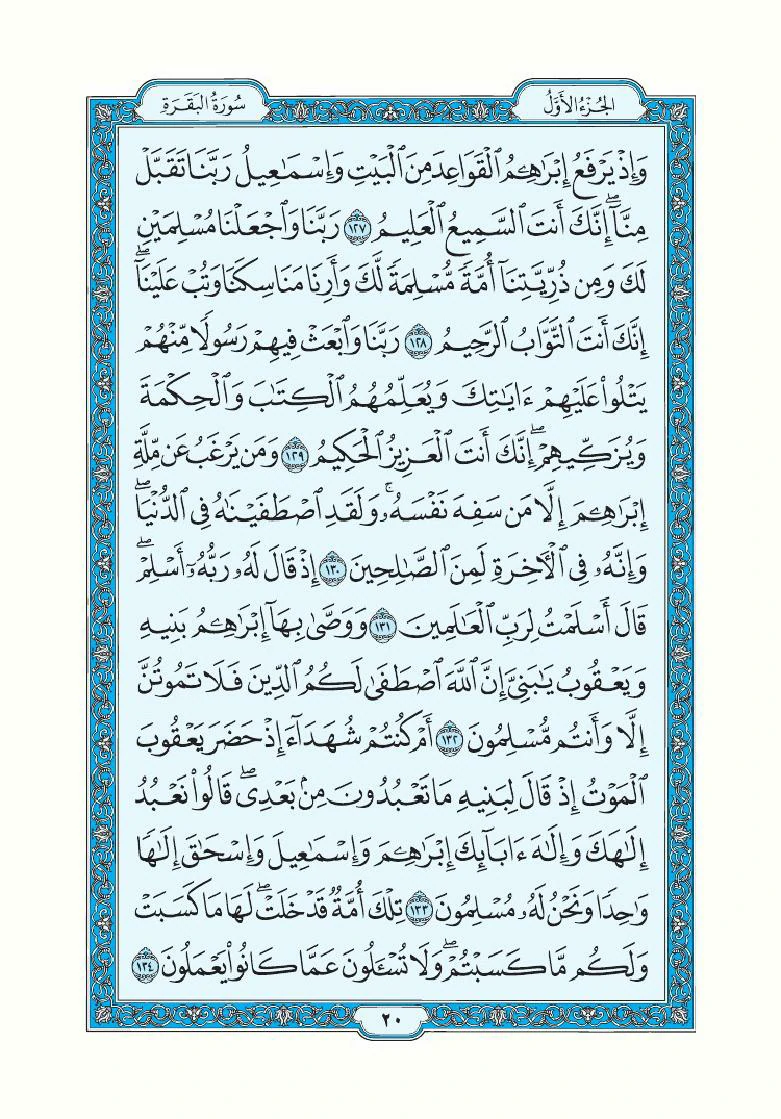 الجُزْءُ الأَوَّلُ
سُورَةُ البَقَرَةِ
وَإِذْ يَرْفَعُ إِبْرَٰهِـۧمُ ٱلْقَوَاعِدَ مِنَ ٱلْبَيْتِ وَإِسْمَٰعِيلُ رَبَّنَا تَقَبَّلْ
مِنَّآ ۖ إِنَّكَ أَنتَ ٱلسَّمِيعُ ٱلْعَلِيمُ ١٢٧ رَبَّنَا وَٱجْعَلْنَا مُسْلِمَيْنِ
لَكَ وَمِن ذُرِّيَّتِنَآ أُمَّةً مُّسْلِمَةً لَّكَ وَأَرِنَا مَنَاسِكَنَا وَتُبْ عَلَيْنَآ ۖ
إِنَّكَ أَنتَ ٱلتَّوَّابُ ٱلرَّحِيمُ ١٢٨ رَبَّنَا وَٱبْعَثْ فِيهِمْ رَسُولًا مِّنْهُمْ
يَتْلُوا۟ عَلَيْهِمْ ءَايَٰتِكَ وَيُعَلِّمُهُمُ ٱلْكِتَٰبَ وَٱلْحِكْمَةَ
وَيُزَكِّيهِمْ ۖ إِنَّكَ أَنتَ ٱلْعَزِيزُ ٱلْحَكِيمُ ١٢٩ وَمَن يَرْغَبُ عَن مِّلَّةِ
إِبْرَٰهِـۧمَ إِلَّا مَن سَفِهَ نَفْسَهُۥ ۚ وَلَقَدِ ٱصْطَفَيْنَٰهُ فِى ٱلدُّنْيَا ۖ
وَإِنَّهُۥ فِى ٱلْءَاخِرَةِ لَمِنَ ٱلصَّٰلِحِينَ ١٣٠ إِذْ قَالَ لَهُۥ رَبُّهُۥٓ أَسْلِمْ ۖ
قَالَ أَسْلَمْتُ لِرَبِّ ٱلْعَٰلَمِينَ ١٣١ وَوَصَّىٰ بِهَآ إِبْرَٰهِـۧمُ بَنِيهِ
وَيَعْقُوبُ يَٰبَنِىَّ إِنَّ ٱللَّهَ ٱصْطَفَىٰ لَكُمُ ٱلدِّينَ فَلَا تَمُوتُنَّ
إِلَّا وَأَنتُم مُّسْلِمُونَ ١٣٢ أَمْ كُنتُمْ شُهَدَآءَ إِذْ حَضَرَ يَعْقُوبَ
ٱلْمَوْتُ إِذْ قَالَ لِبَنِيهِ مَا تَعْبُدُونَ مِنۢ بَعْدِى ۖ قَالُوا۟ نَعْبُدُ
إِلَٰهَكَ وَإِلَٰهَ ءَابَآئِكَ إِبْرَٰهِـۧمَ وَإِسْمَٰعِيلَ وَإِسْحَٰقَ إِلَٰهًا
وَٰحِدًا وَنَحْنُ لَهُۥ مُسْلِمُونَ ١٣٣ تِلْكَ أُمَّةٌ قَدْ خَلَتْ ۖ لَهَا مَا كَسَبَتْ
وَلَكُم مَّا كَسَبْتُمْ ۖ وَلَا تُسْـَٔلُونَ عَمَّا كَانُوا۟ يَعْمَلُونَ ١٣٤
٢٠